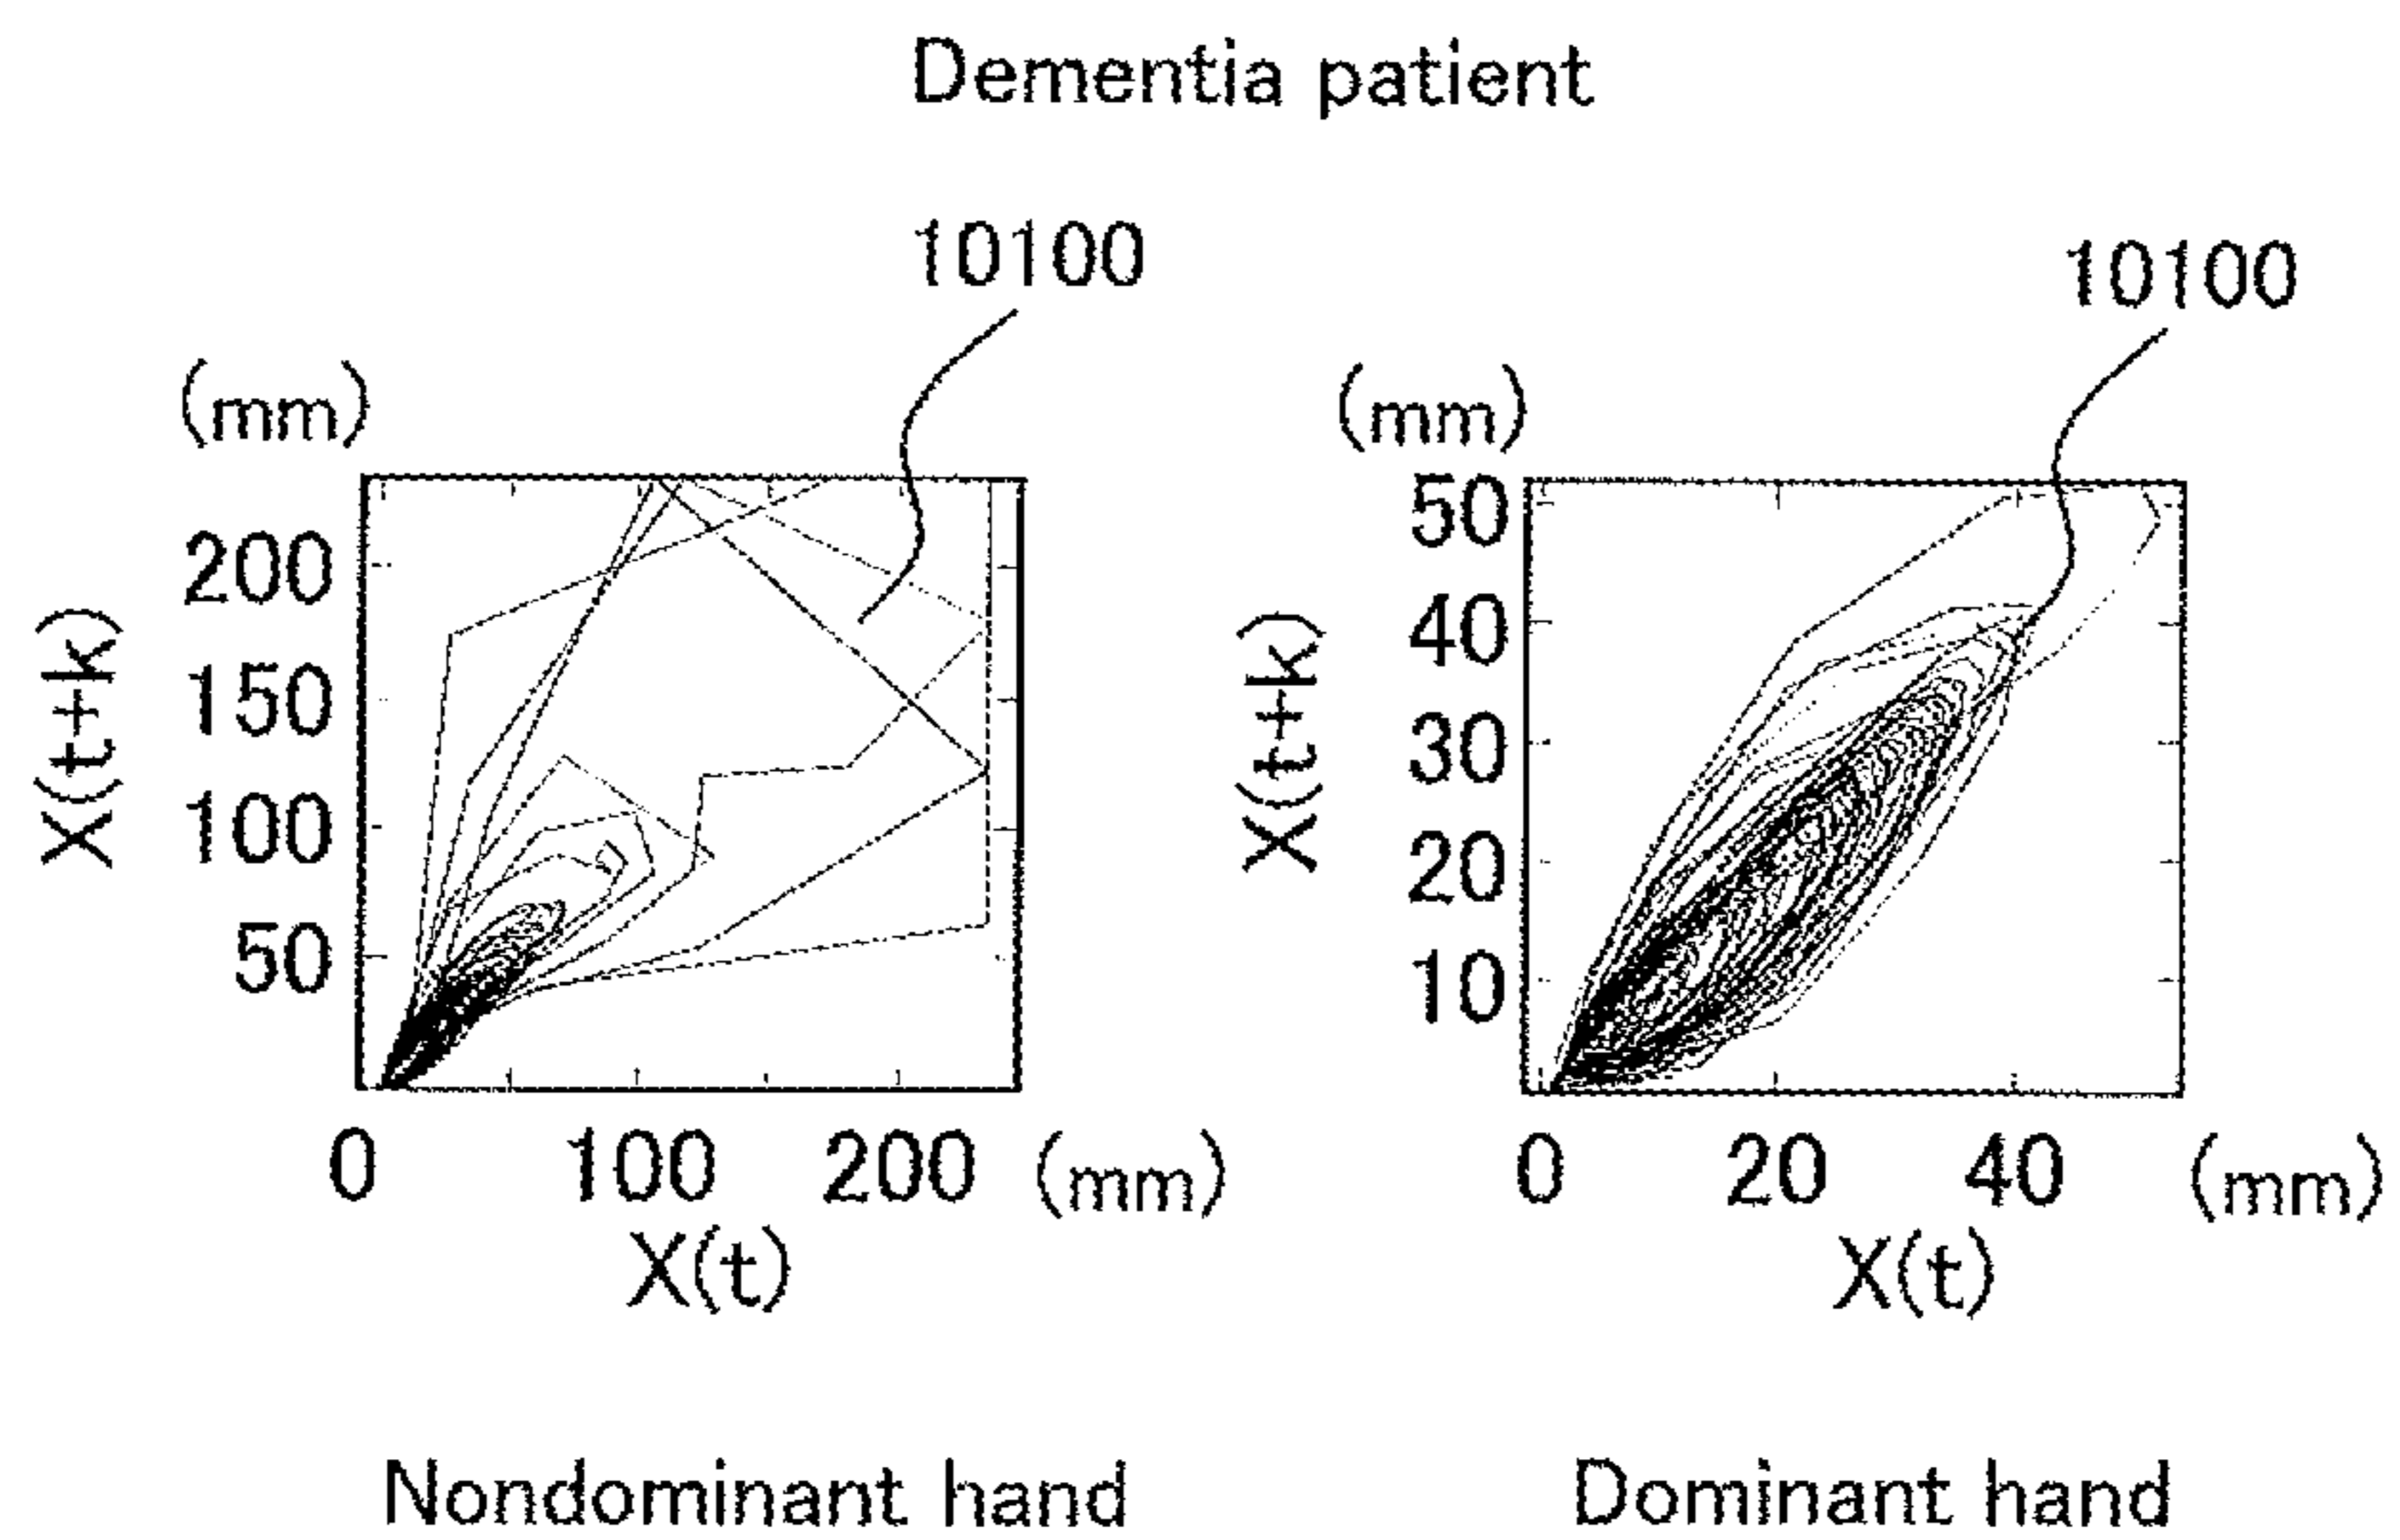 Dementia patient
10100
10100
(mm)
(mm)
X(t+k)
200
150
100
50
0
100
200
(mm)
X(t)
X(t+k)
50
40
30
20
10
0
20
40
(mm)
X(t)
Nondominant hand
Dominant hand